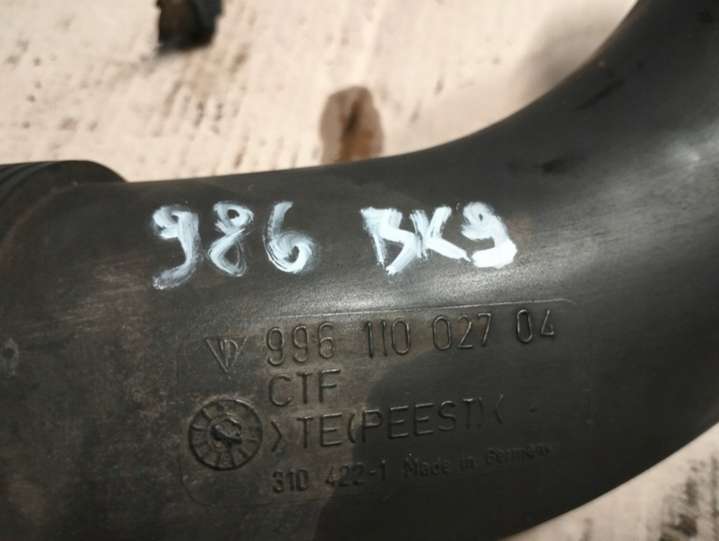 986 BK9
996 110 027 04
CTF
>TE(PEEST)<
310 422-1 Made in Germany